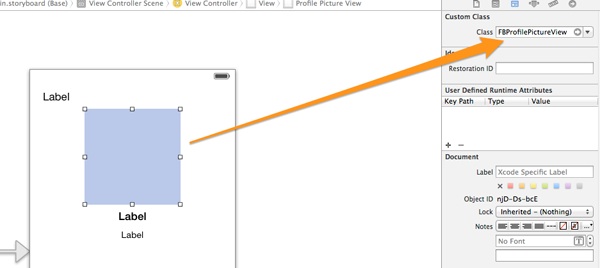 in.storyboard (Base) View Controller Scene View Controller View Profile Picture View
Custom Class
Class FBProfilePictureView
Restoration ID
User Defined Runtime Attributes
Key Path Type Value
+ −
Document
Label Xcode Specific Label
Object ID njD-Ds-bcE
Lock Inherited - (Nothing)
Notes
No Font
Label
Label
Label